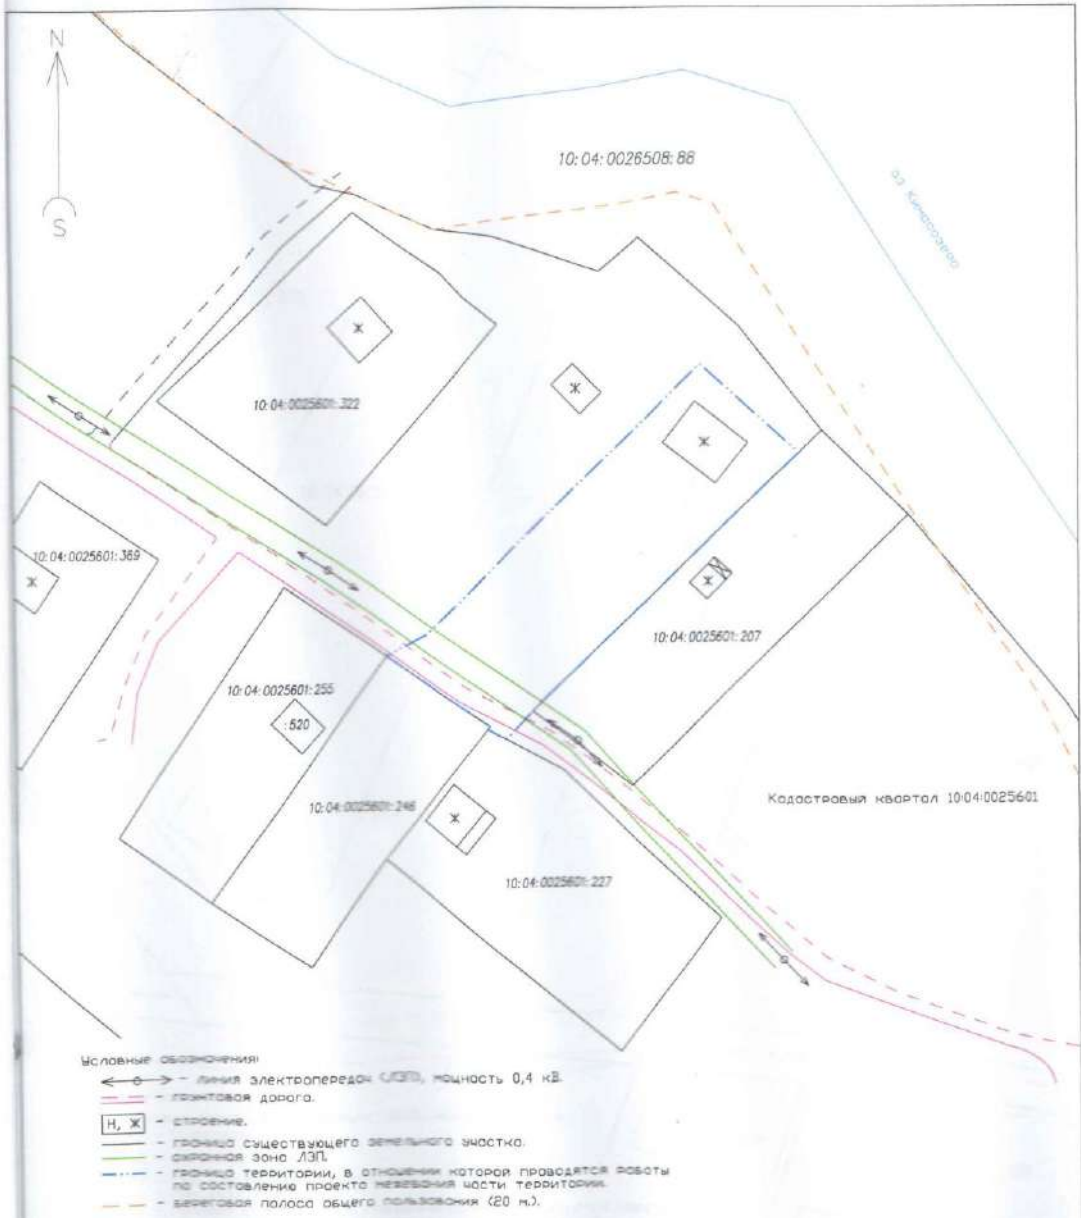 N
S
10:04:0026508:88
оз Кимасозеро
Ж
10:04:0025601:322
Ж
Ж
10:04:0025601:369
Ж
Ж
10:04:0025601:207
10:04:0025601:255
:520
10:04:0025601:246
Ж
10:04:0025601:227
Кадастровый квартал 10:04:0025601
Условные обозначения:
- линия электропередач (ЛЭП), мощность 0,4 кВ.
- грунтовая дорога.
Н, Ж - строение.
- граница существующего земельного участка.
- охранная зона ЛЭП.
- граница территории, в отношении которой проводятся работы
по составлению проекта межевания части территории.
- береговая полоса общего пользования (20 м.).